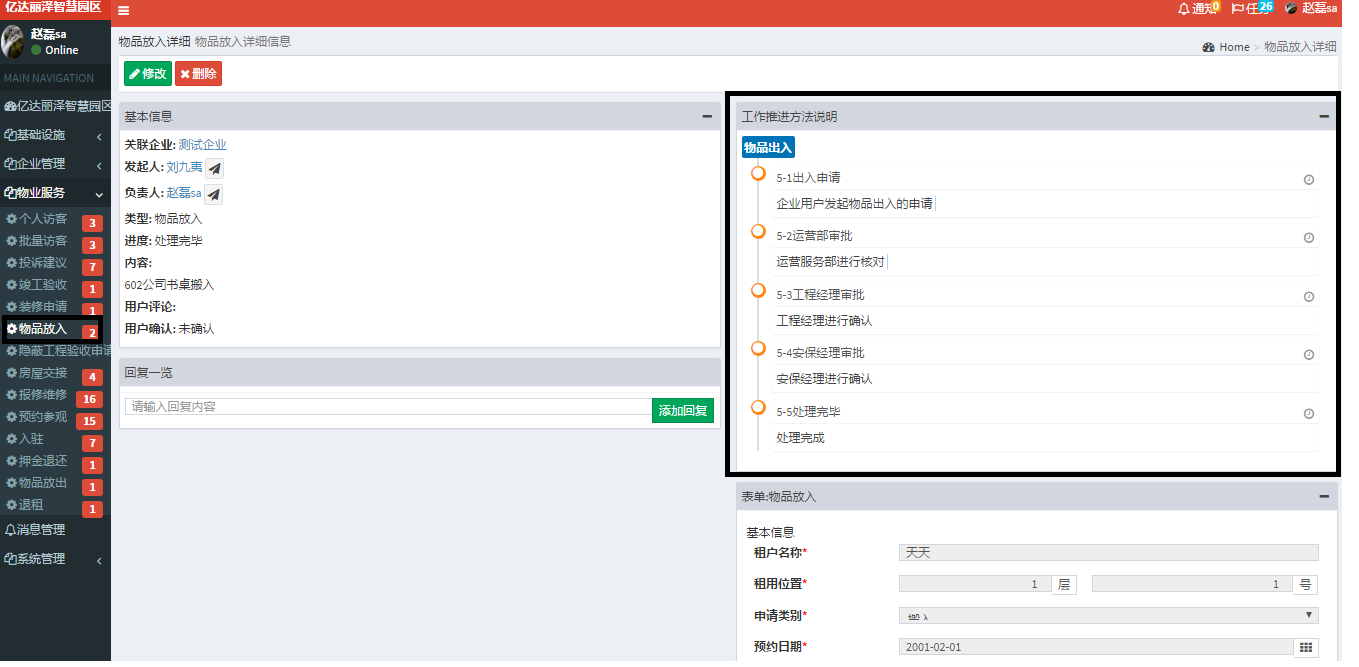 亿达丽泽智慧园区
通知 0
任务 26
赵磊sa
赵磊sa
Online
MAIN NAVIGATION
亿达丽泽智慧园区
基础设施
企业管理
物业服务
个人访客 3
批量访客 3
投诉建议 7
竣工验收 1
装修申请 1
物品放入 2
隐蔽工程验收申请
房屋交接 4
报修维修 16
预约参观 15
入驻 7
押金退还 1
物品放出 1
退租 1
消息管理
系统管理
物品放入详细 物品放入详细信息
Home > 物品放入详细
修改 删除
基本信息
关联企业: 测试企业
发起人: 刘九夷
负责人: 赵磊sa
类型: 物品放入
进度: 处理完毕
内容:
602公司书桌搬入
用户评论:
用户确认: 未确认
回复一览
请输入回复内容 添加回复
工作推进方法说明
物品出入
5-1出入申请
企业用户发起物品出入的申请
5-2运营部审批
运营服务部进行核对
5-3工程经理审批
工程经理进行确认
5-4安保经理审批
安保经理进行确认
5-5处理完毕
处理完成
表单:物品放入
基本信息
租户名称* 天天
租用位置* 1 层 1 号
申请类别*
预约日期* 2001-02-01